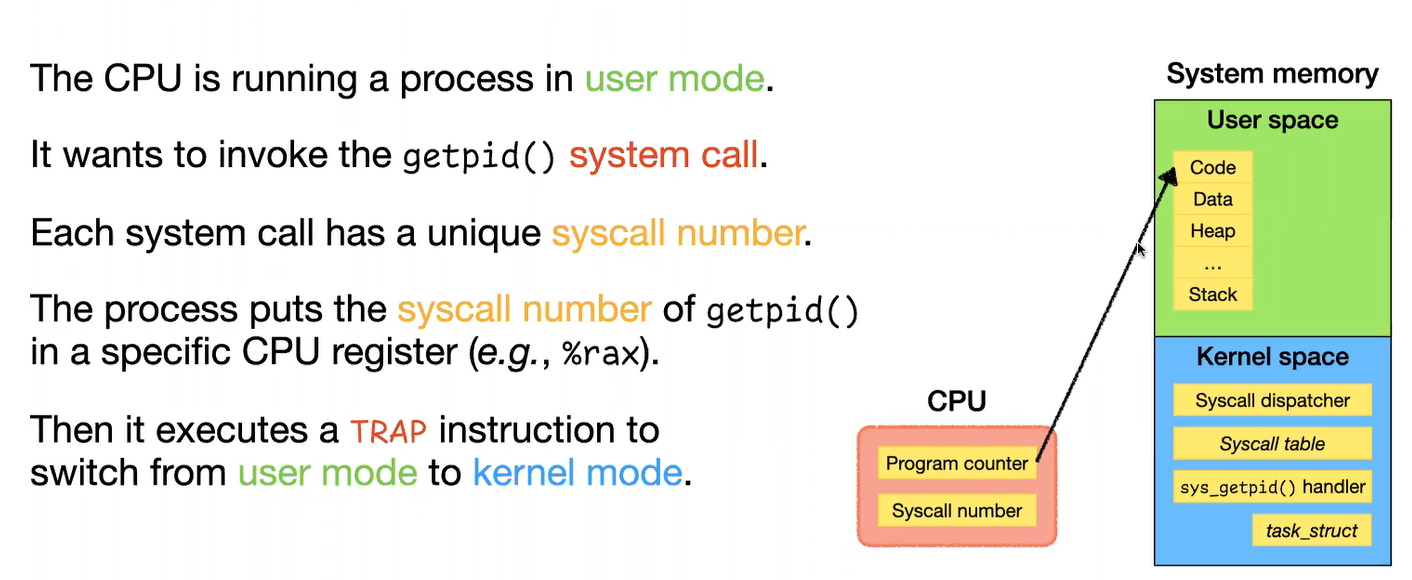 The CPU is running a process in user mode.
It wants to invoke the getpid() system call.
Each system call has a unique syscall number.
The process puts the syscall number of getpid()
in a specific CPU register (e.g., %rax).
Then it executes a TRAP instruction to
switch from user mode to kernel mode.
CPU
Program counter
Syscall number
System memory
User space
Code
Data
Heap
...
Stack
Kernel space
Syscall dispatcher
Syscall table
sys_getpid() handler
task_struct